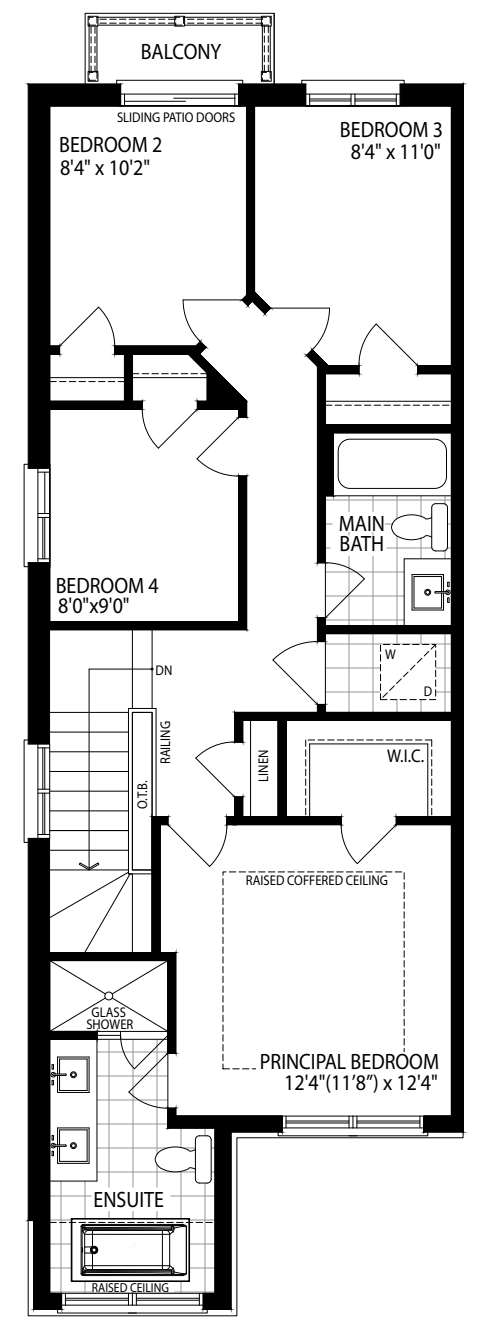 BALCONY
SLIDING PATIO DOORS
BEDROOM 2
8'4" x 10'2"
BEDROOM 3
8'4" x 11'0"
MAIN
BATH
BEDROOM 4
8'0"x9'0"
W
D
DN
RAILING
O.T.B.
LINEN
W.I.C.
RAISED COFFERED CEILING
GLASS
SHOWER
PRINCIPAL BEDROOM
12'4"(11'8”) x 12'4"
ENSUITE
RAISED CEILING